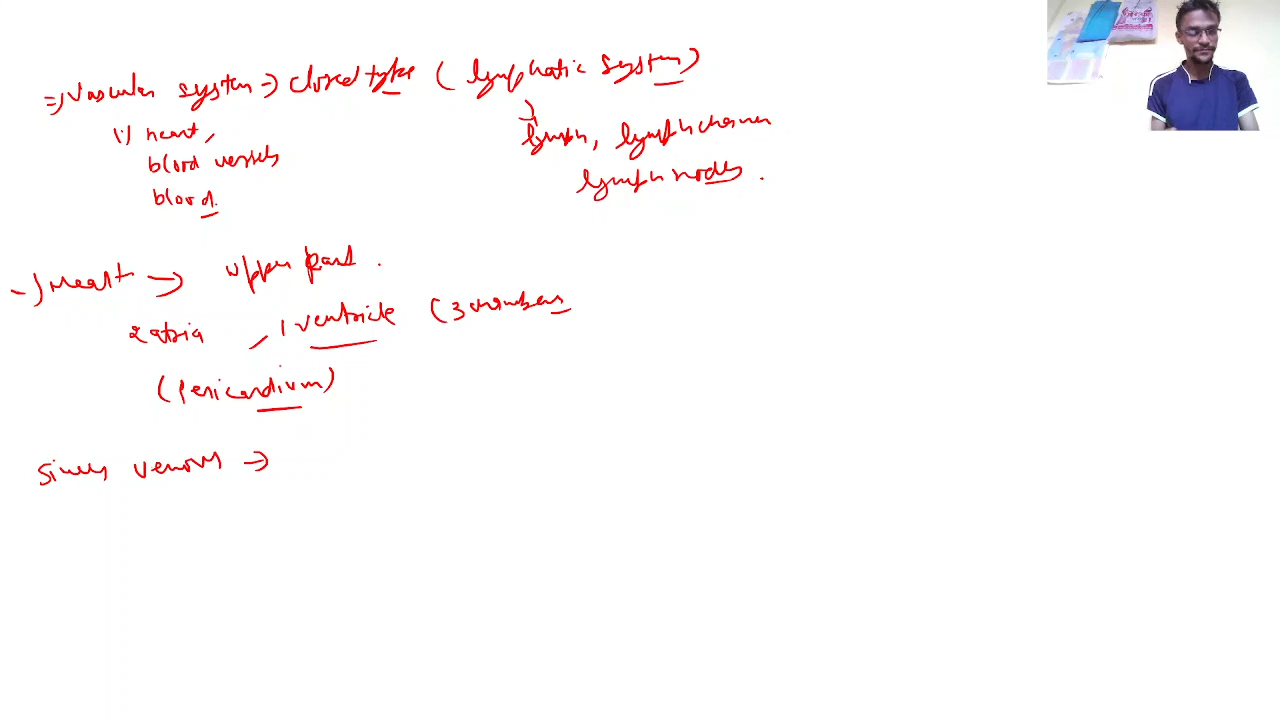 => Vascular system => closed type ( lymphatic system )
1) heart,
blood vessels
blood.
lymph, lymph channel
lymph nodes .
-) Heart -> upper part .
2 atria , 1 ventricle ( 3 chambers
( Pericardium )
Sinus venous ->